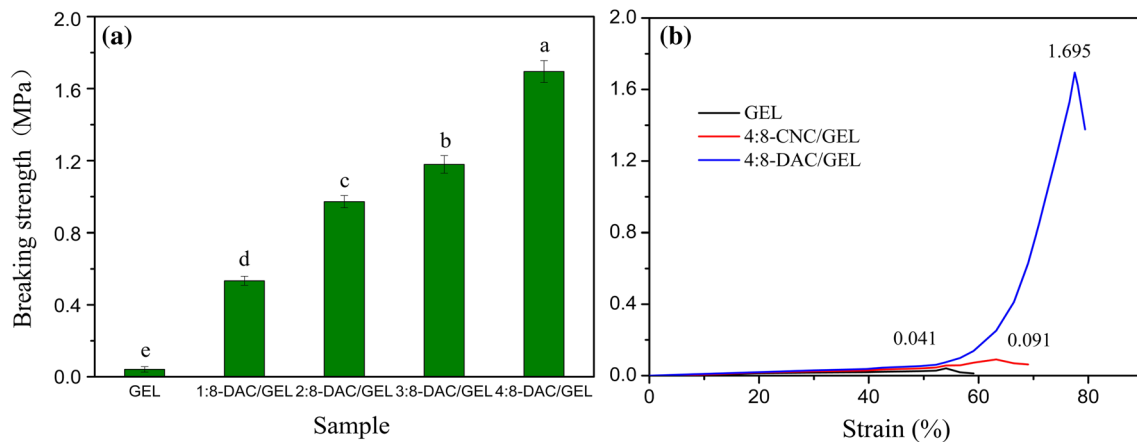 (a)
2.0
1.6
1.2
0.8
0.4
0.0
Breaking strength (MPa)
e
d
c
b
a
GEL
1:8-DAC/GEL
2:8-DAC/GEL
3:8-DAC/GEL
4:8-DAC/GEL
Sample
(b)
2.0
1.6
1.2
0.8
0.4
0.0
1.695
GEL
4:8-CNC/GEL
4:8-DAC/GEL
0.041
0.091
0
20
40
60
80
Strain (%)